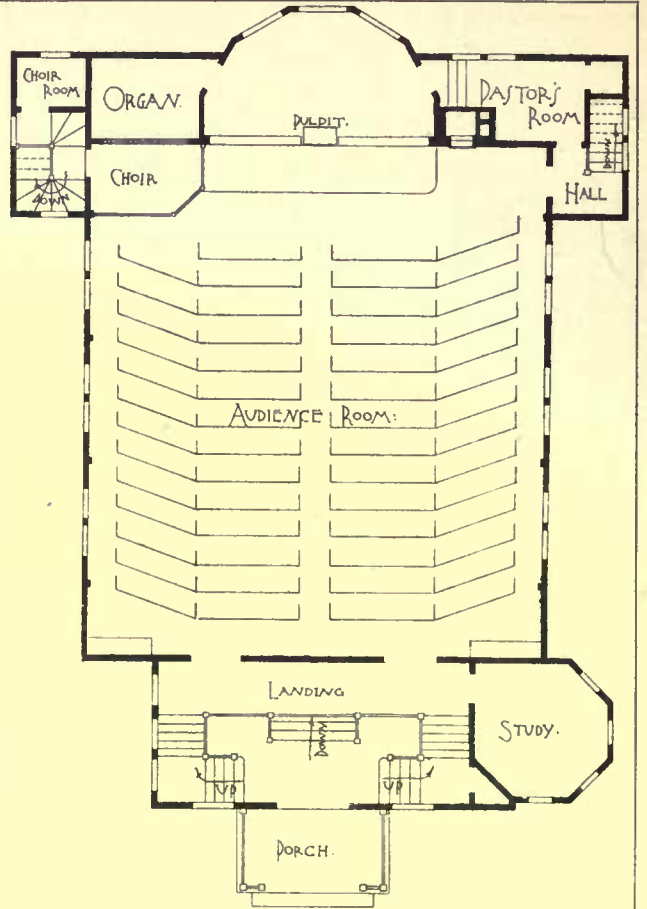 CHOIR
ROOM
ORGAN.
PULPIT.
PASTOR'S
ROOM
DOWN
HALL
CHOIR
DOWN
AUDIENCE ROOM:
LANDING
DOWN
STUDY.
UP
UP
PORCH.